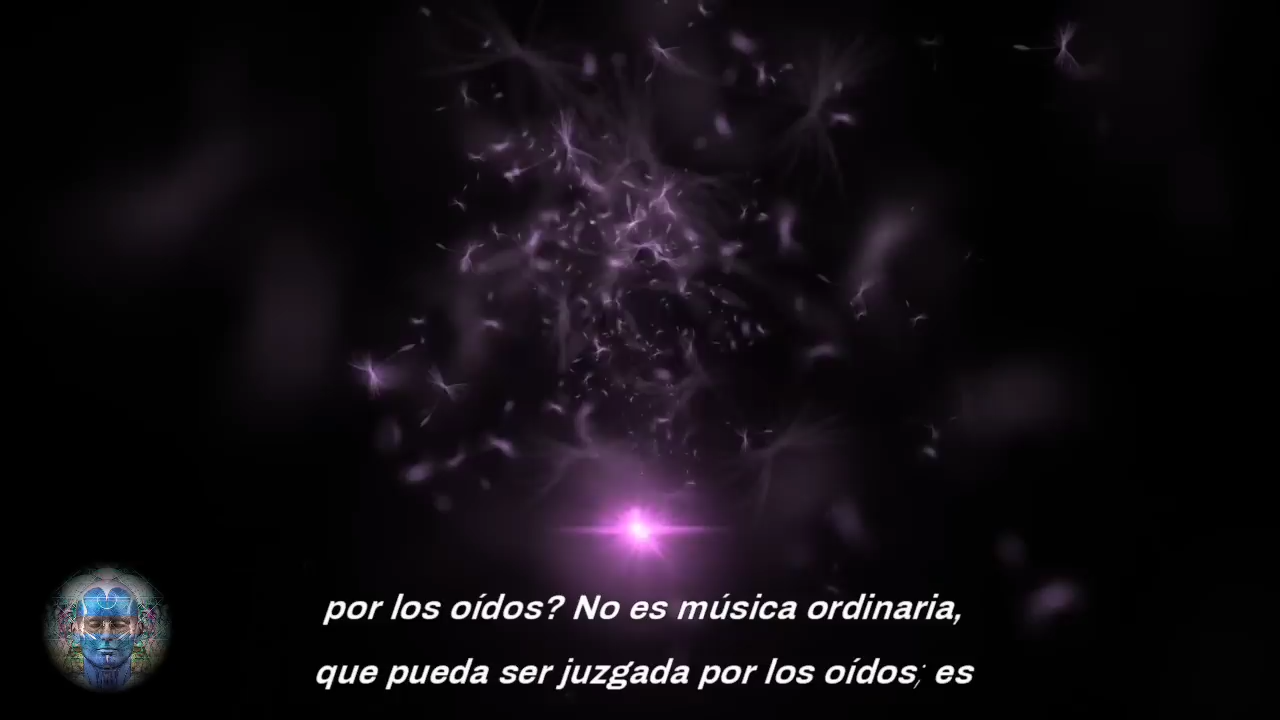 por los oídos? No es música ordinaria,
que pueda ser juzgada por los oídos; es